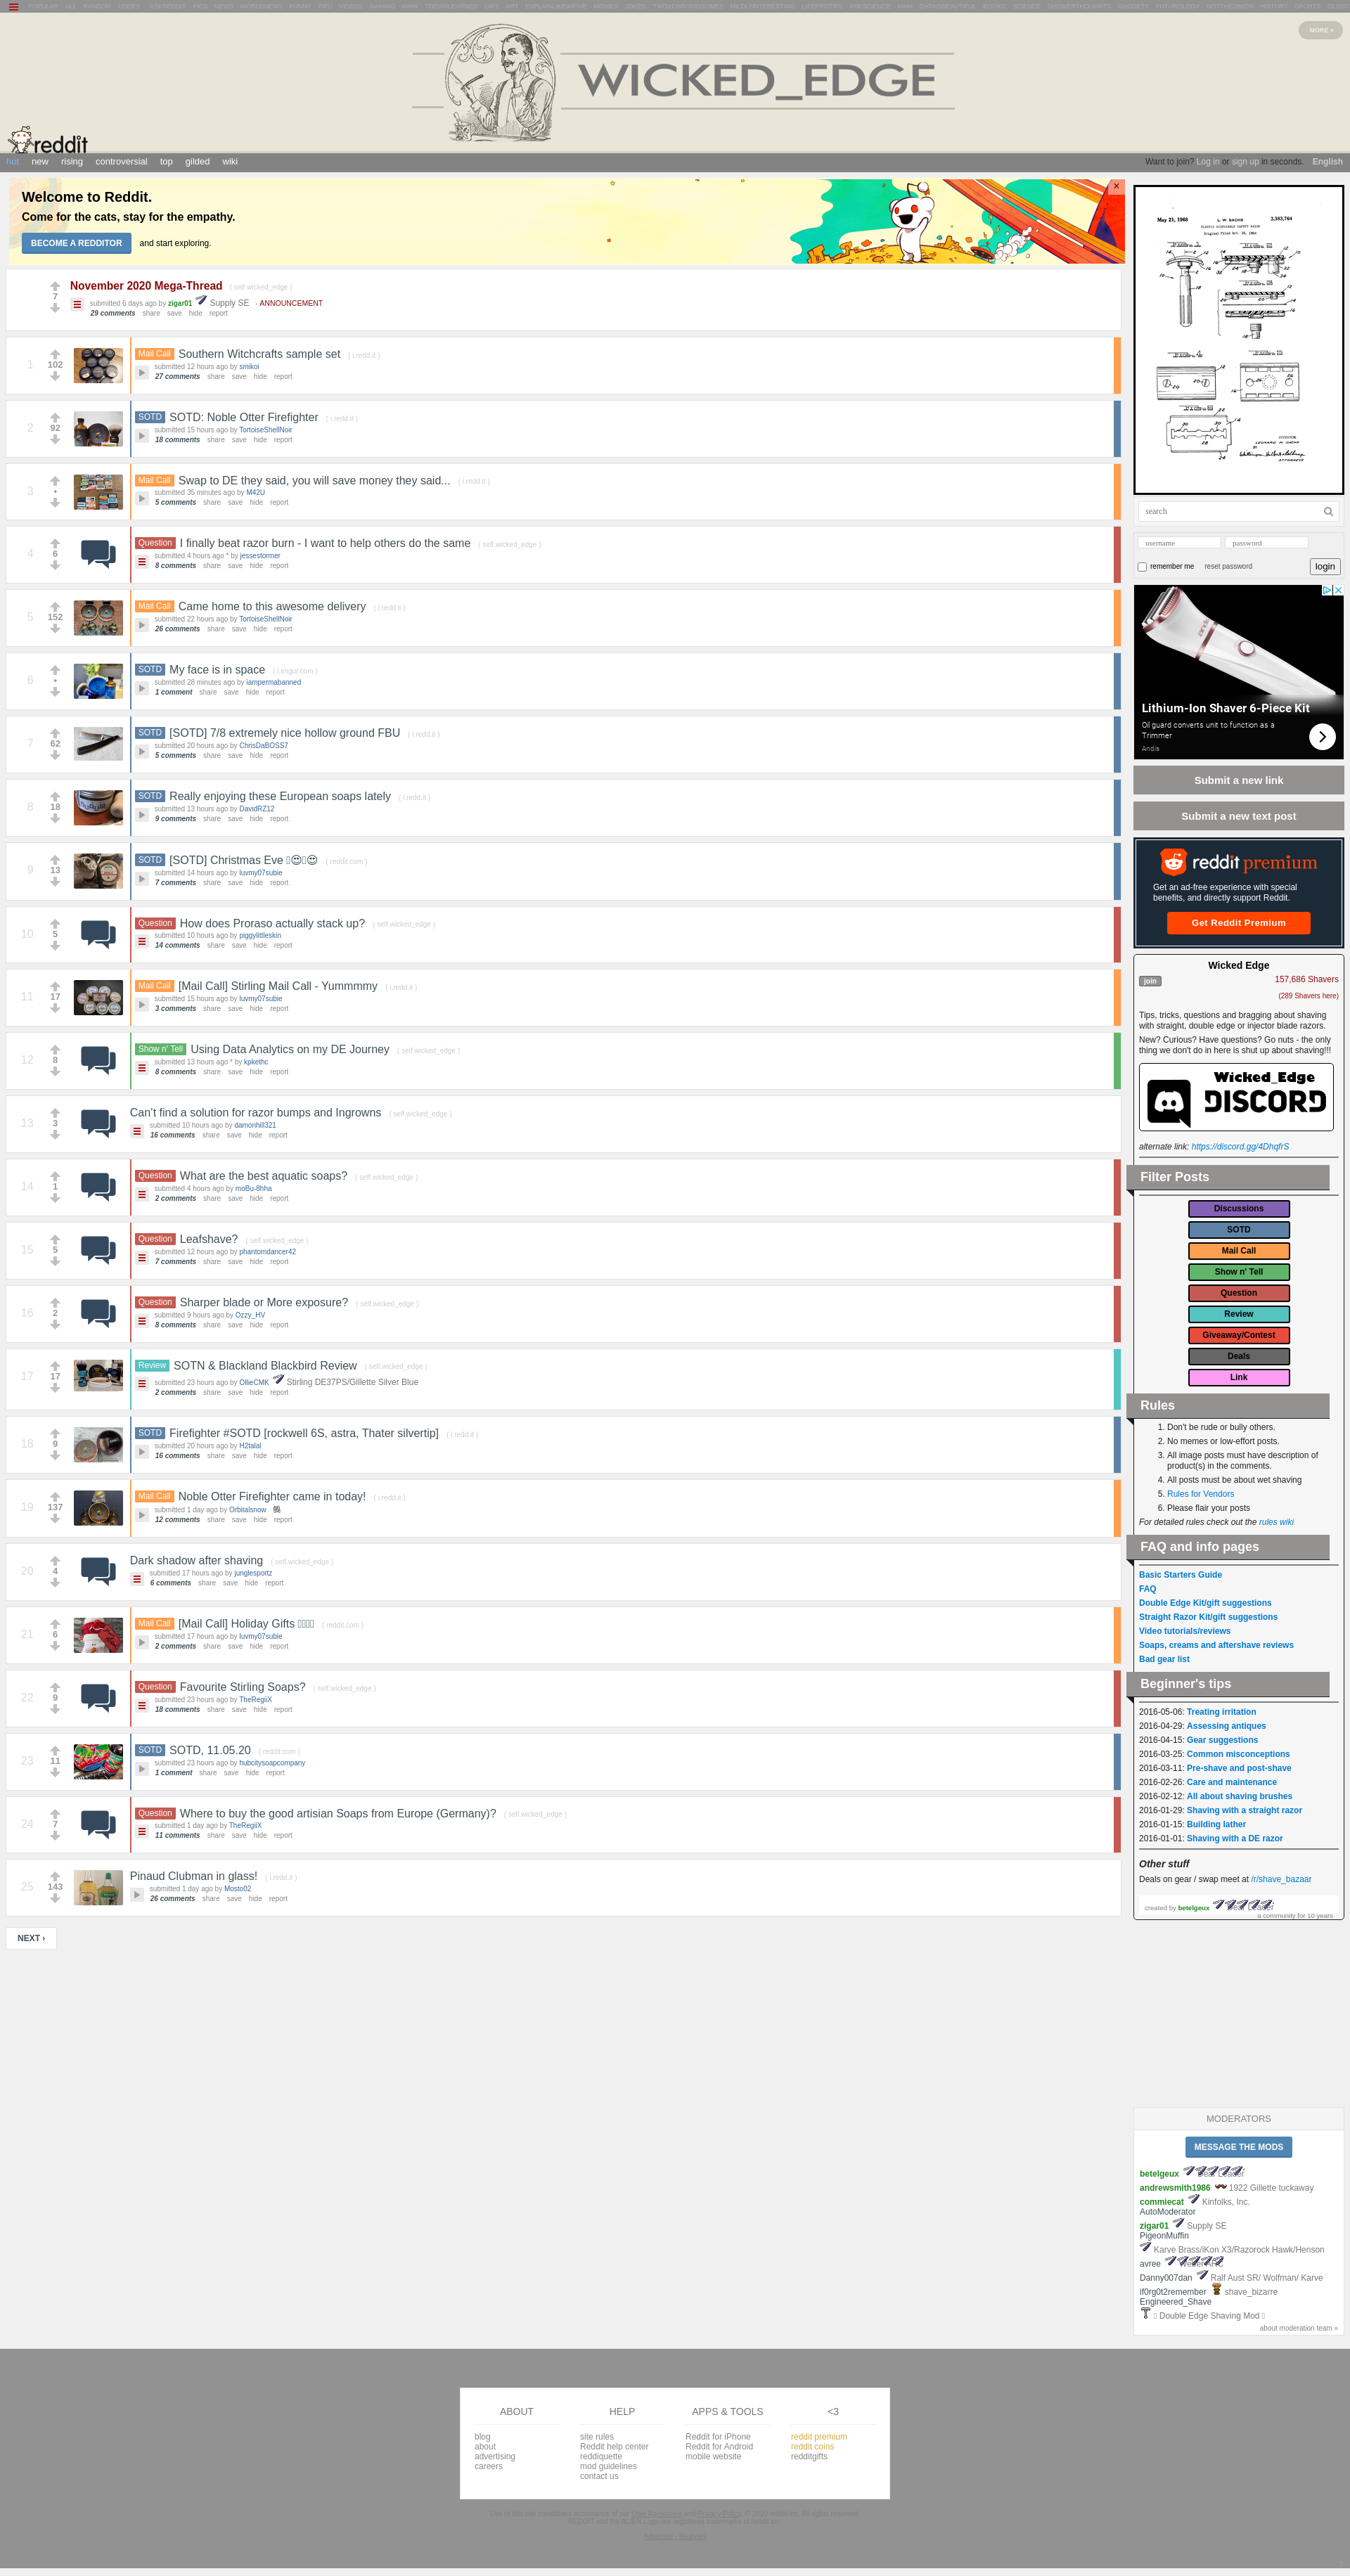 MORE »
WICKED_EDGE
reddit
hot new rising controversial top gilded wiki
Want to join? Log in or sign up in seconds. English
Welcome to Reddit.
Come for the cats, stay for the empathy.
BECOME A REDDITOR and start exploring.
November 2020 Mega-Thread ( self.wicked_edge )
7
submitted 6 days ago by zigar01 Supply SE - ANNOUNCEMENT
29 comments share save hide report
1
102
Mail Call Southern Witchcrafts sample set ( i.redd.it )
submitted 12 hours ago by smikoi
27 comments share save hide report
2
92
SOTD SOTD: Noble Otter Firefighter ( i.redd.it )
submitted 15 hours ago by TortoiseShellNoir
18 comments share save hide report
3
•
Mail Call Swap to DE they said, you will save money they said... ( i.redd.it )
submitted 35 minutes ago by M42U
5 comments share save hide report
4
6
Question I finally beat razor burn - I want to help others do the same ( self.wicked_edge )
submitted 4 hours ago * by jessestormer
8 comments share save hide report
5
152
Mail Call Came home to this awesome delivery ( i.redd.it )
submitted 22 hours ago by TortoiseShellNoir
26 comments share save hide report
6
•
SOTD My face is in space ( i.imgur.com )
submitted 28 minutes ago by iampermabanned
1 comment share save hide report
7
62
SOTD [SOTD] 7/8 extremely nice hollow ground FBU ( i.redd.it )
submitted 20 hours ago by ChrisDaBOSS7
5 comments share save hide report
8
18
SOTD Really enjoying these European soaps lately ( i.redd.it )
submitted 13 hours ago by DavidRZ12
9 comments share save hide report
9
13
SOTD [SOTD] Christmas Eve 😍😍 ( reddit.com )
submitted 14 hours ago by luvmy07subie
7 comments share save hide report
10
5
Question How does Proraso actually stack up? ( self.wicked_edge )
submitted 10 hours ago by piggylittleskin
14 comments share save hide report
11
17
Mail Call [Mail Call] Stirling Mail Call - Yummmmy ( i.redd.it )
submitted 15 hours ago by luvmy07subie
3 comments share save hide report
12
8
Show n' Tell Using Data Analytics on my DE Journey ( self.wicked_edge )
submitted 13 hours ago * by kpkethc
8 comments share save hide report
13
3
Can't find a solution for razor bumps and Ingrowns ( self.wicked_edge )
submitted 10 hours ago by damonhill321
16 comments share save hide report
14
1
Question What are the best aquatic soaps? ( self.wicked_edge )
submitted 4 hours ago by moBu-8hha
2 comments share save hide report
15
5
Question Leafshave? ( self.wicked_edge )
submitted 12 hours ago by phantomdancer42
7 comments share save hide report
16
2
Question Sharper blade or More exposure? ( self.wicked_edge )
submitted 9 hours ago by Ozzy_HV
8 comments share save hide report
17
17
Review SOTN & Blackland Blackbird Review ( self.wicked_edge )
submitted 23 hours ago by OllieCMK Stirling DE37PS/Gillette Silver Blue
2 comments share save hide report
18
9
SOTD Firefighter #SOTD [rockwell 6S, astra, Thater silvertip] ( i.redd.it )
submitted 20 hours ago by H2talal
16 comments share save hide report
19
137
Mail Call Noble Otter Firefighter came in today! ( i.redd.it )
submitted 1 day ago by Orbitalsnow
12 comments share save hide report
20
4
Dark shadow after shaving ( self.wicked_edge )
submitted 17 hours ago by junglesportz
6 comments share save hide report
21
6
Mail Call [Mail Call] Holiday Gifts ( reddit.com )
submitted 17 hours ago by luvmy07subie
2 comments share save hide report
22
9
Question Favourite Stirling Soaps? ( self.wicked_edge )
submitted 23 hours ago by TheRegiiX
18 comments share save hide report
23
11
SOTD SOTD, 11.05.20 ( reddit.com )
submitted 23 hours ago by hubcitysoapcompany
1 comment share save hide report
24
7
Question Where to buy the good artisian Soaps from Europe (Germany)? ( self.wicked_edge )
submitted 1 day ago by TheRegiiX
11 comments share save hide report
25
143
Pinaud Clubman in glass! ( i.redd.it )
submitted 1 day ago by Mosto02
26 comments share save hide report
NEXT ›
May 21, 1968 L. W. SACHS 3,383,764
PLASTIC DISPOSABLE SAFETY RAZOR
search
username password
remember me reset password login
Lithium-Ion Shaver 6-Piece Kit
Oil guard converts unit to function as a
Trimmer
Andis
Submit a new link
Submit a new text post
reddit premium
Get an ad-free experience with special
benefits, and directly support Reddit.
Get Reddit Premium
Wicked Edge
join 157,686 Shavers
(289 Shavers here)
Tips, tricks, questions and bragging about shaving
with straight, double edge or injector blade razors.
New? Curious? Have questions? Go nuts - the only
thing we don't do in here is shut up about shaving!!!
Wicked_Edge
DISCORD
alternate link: https://discord.gg/4DhqfrS
Filter Posts
Discussions
SOTD
Mail Call
Show n' Tell
Question
Review
Giveaway/Contest
Deals
Link
Rules
1. Don't be rude or bully others.
2. No memes or low-effort posts.
3. All image posts must have description of
product(s) in the comments.
4. All posts must be about wet shaving
5. Rules for Vendors
6. Please flair your posts
For detailed rules check out the rules wiki
FAQ and info pages
Basic Starters Guide
FAQ
Double Edge Kit/gift suggestions
Straight Razor Kit/gift suggestions
Video tutorials/reviews
Soaps, creams and aftershave reviews
Bad gear list
Beginner's tips
2016-05-06: Treating irritation
2016-04-29: Assessing antiques
2016-04-15: Gear suggestions
2016-03-25: Common misconceptions
2016-03-11: Pre-shave and post-shave
2016-02-26: Care and maintenance
2016-02-12: All about shaving brushes
2016-01-29: Shaving with a straight razor
2016-01-15: Building lather
2016-01-01: Shaving with a DE razor
Other stuff
Deals on gear / swap meet at /r/shave_bazaar
created by betelgeux Dear Leader
a community for 10 years
MODERATORS
MESSAGE THE MODS
betelgeux Dear Leader
andrewsmith1986 1922 Gillette tuckaway
commiecat Kinfolks, Inc.
AutoModerator
zigar01 Supply SE
PigeonMuffin
Karve Brass/iKon X3/Razorock Hawk/Henson
avree Weber ARC
Danny007dan Ralf Aust SR/ Wolfman/ Karve
if0rg0t2remember shave_bizarre
Engineered_Shave
Double Edge Shaving Mod
about moderation team »
ABOUT
blog
about
advertising
careers
HELP
site rules
Reddit help center
reddiquette
mod guidelines
contact us
APPS & TOOLS
Reddit for iPhone
Reddit for Android
mobile website
<3
reddit premium
reddit coins
redditgifts